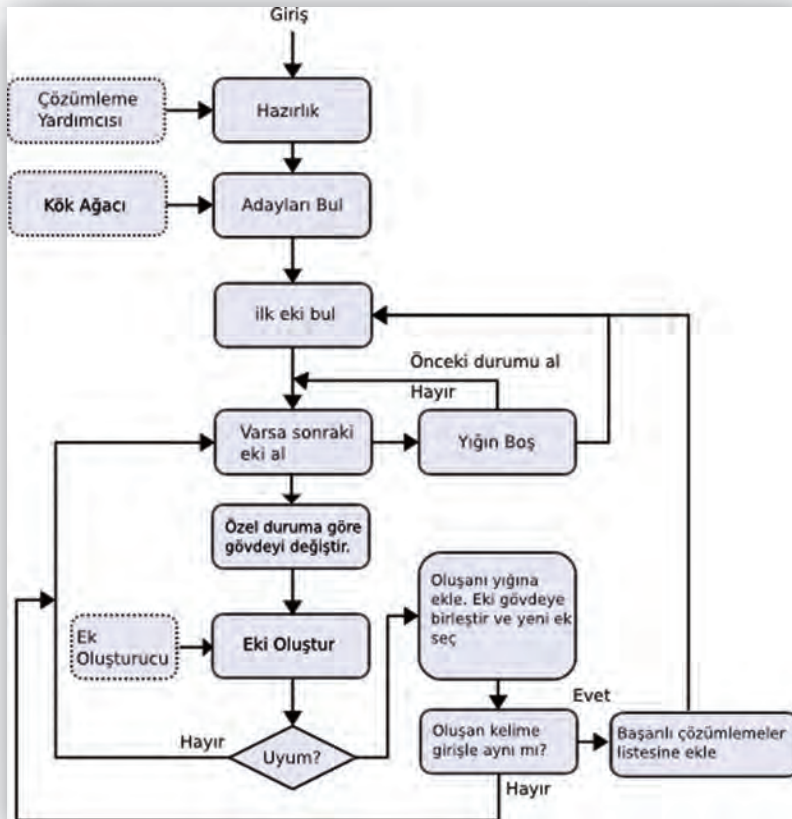 Giriş
Çözümleme
Yardımcısı
Hazırlık
Kök Ağacı
Adayları Bul
ilk eki bul
Önceki durumu al
Hayır
Varsa sonraki
eki al
Yığın Boş
Özel duruma göre
gövdeyi değiştir.
Oluşanı yığına
ekle. Eki gövdeye
birleştir ve yeni ek
seç
Ek
Oluşturucu
Eki Oluştur
Evet
Hayır
Uyum?
Oluşan kelime
girişle aynı mı?
Başarılı çözümlemeler
listesine ekle
Hayır